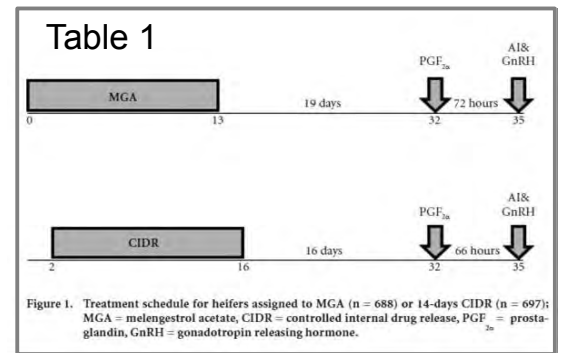 Table 1
PGF2α
AI&
GnRH
MGA
19 days
72 hours
0
13
32
35
PGF2α
AI&
GnRH
CIDR
16 days
66 hours
2
16
32
35
Figure 1. Treatment schedule for heifers assigned to MGA (n = 688) or 14-days CIDR (n = 697);
MGA = melengestrol acetate, CIDR = controlled internal drug release, PGF2α = prosta-
glandin, GnRH = gonadotropin releasing hormone.